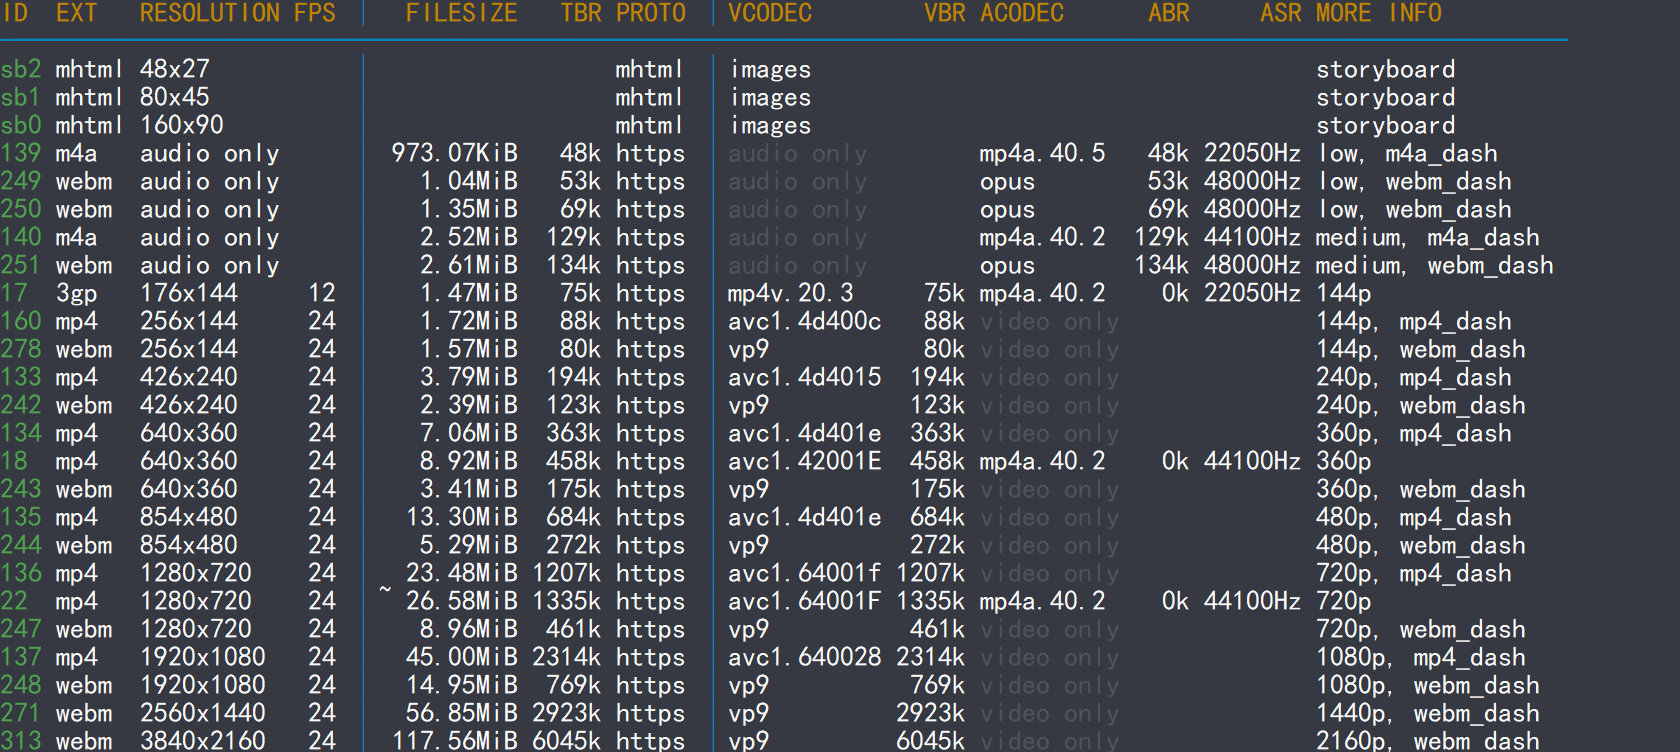 ID EXT RESOLUTION FPS FILESIZE TBR PROTO VCODEC VBR ACODEC ABR ASR MORE INFO
sb2 mhtml 48x27 mhtml images storyboard
sb1 mhtml 80x45 mhtml images storyboard
sb0 mhtml 160x90 mhtml images storyboard
139 m4a audio only 973.07KiB 48k https audio only mp4a.40.5 48k 22050Hz low, m4a_dash
249 webm audio only 1.04MiB 53k https audio only opus 53k 48000Hz low, webm_dash
250 webm audio only 1.35MiB 69k https audio only opus 69k 48000Hz low, webm_dash
140 m4a audio only 2.52MiB 129k https audio only mp4a.40.2 129k 44100Hz medium, m4a_dash
251 webm audio only 2.61MiB 134k https audio only opus 134k 48000Hz medium, webm_dash
17 3gp 176x144 12 1.47MiB 75k https mp4v.20.3 75k mp4a.40.2 0k 22050Hz 144p
160 mp4 256x144 24 1.72MiB 88k https avc1.4d400c 88k video only 144p, mp4_dash
278 webm 256x144 24 1.57MiB 80k https vp9 80k video only 144p, webm_dash
133 mp4 426x240 24 3.79MiB 194k https avc1.4d4015 194k video only 240p, mp4_dash
242 webm 426x240 24 2.39MiB 123k https vp9 123k video only 240p, webm_dash
134 mp4 640x360 24 7.06MiB 363k https avc1.4d401e 363k video only 360p, mp4_dash
18 mp4 640x360 24 8.92MiB 458k https avc1.42001E 458k mp4a.40.2 0k 44100Hz 360p
243 webm 640x360 24 3.41MiB 175k https vp9 175k video only 360p, webm_dash
135 mp4 854x480 24 13.30MiB 684k https avc1.4d401e 684k video only 480p, mp4_dash
244 webm 854x480 24 5.29MiB 272k https vp9 272k video only 480p, webm_dash
136 mp4 1280x720 24 23.48MiB 1207k https avc1.64001f 1207k video only 720p, mp4_dash
22 mp4 1280x720 24 ~ 26.58MiB 1335k https avc1.64001F 1335k mp4a.40.2 0k 44100Hz 720p
247 webm 1280x720 24 8.96MiB 461k https vp9 461k video only 720p, webm_dash
137 mp4 1920x1080 24 45.00MiB 2314k https avc1.640028 2314k video only 1080p, mp4_dash
248 webm 1920x1080 24 14.95MiB 769k https vp9 769k video only 1080p, webm_dash
271 webm 2560x1440 24 56.85MiB 2923k https vp9 2923k video only 1440p, webm_dash
313 webm 3840x2160 24 117.56MiB 6045k https vp9 6045k video only 2160p, webm_dash